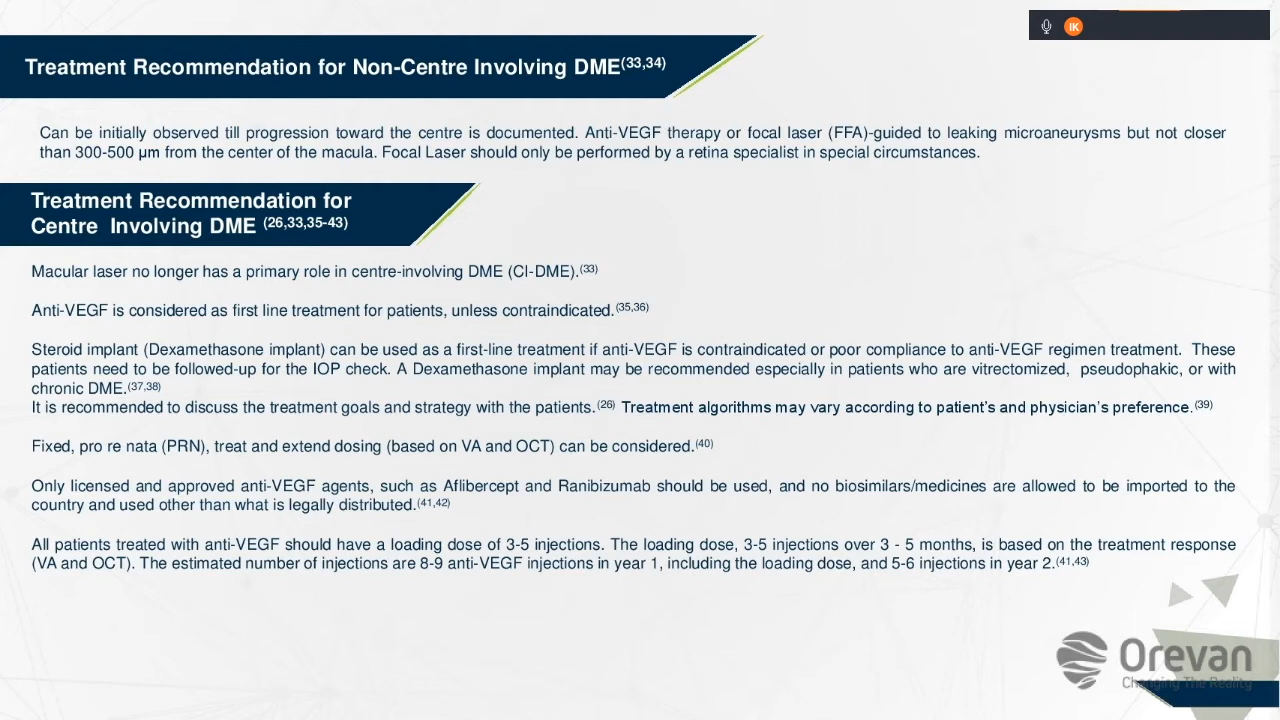 IK
Treatment Recommendation for Non-Centre Involving DME(33,34)
Can be initially observed till progression toward the centre is documented. Anti-VEGF therapy or focal laser (FFA)-guided to leaking microaneurysms but not closer
than 300-500 µm from the center of the macula. Focal Laser should only be performed by a retina specialist in special circumstances.
Treatment Recommendation for
Centre Involving DME (26,33,35-43)
Macular laser no longer has a primary role in centre-involving DME (CI-DME).(33)
Anti-VEGF is considered as first line treatment for patients, unless contraindicated.(35,36)
Steroid implant (Dexamethasone implant) can be used as a first-line treatment if anti-VEGF is contraindicated or poor compliance to anti-VEGF regimen treatment. These
patients need to be followed-up for the IOP check. A Dexamethasone implant may be recommended especially in patients who are vitrectomized, pseudophakic, or with
chronic DME.(37,38)
It is recommended to discuss the treatment goals and strategy with the patients.(26) Treatment algorithms may vary according to patient's and physician's preference.(39)
Fixed, pro re nata (PRN), treat and extend dosing (based on VA and OCT) can be considered.(40)
Only licensed and approved anti-VEGF agents, such as Aflibercept and Ranibizumab should be used, and no biosimilars/medicines are allowed to be imported to the
country and used other than what is legally distributed.(41,42)
All patients treated with anti-VEGF should have a loading dose of 3-5 injections. The loading dose, 3-5 injections over 3 - 5 months, is based on the treatment response
(VA and OCT). The estimated number of injections are 8-9 anti-VEGF injections in year 1, including the loading dose, and 5-6 injections in year 2.(41,43)
Orevan
Changing The Reality